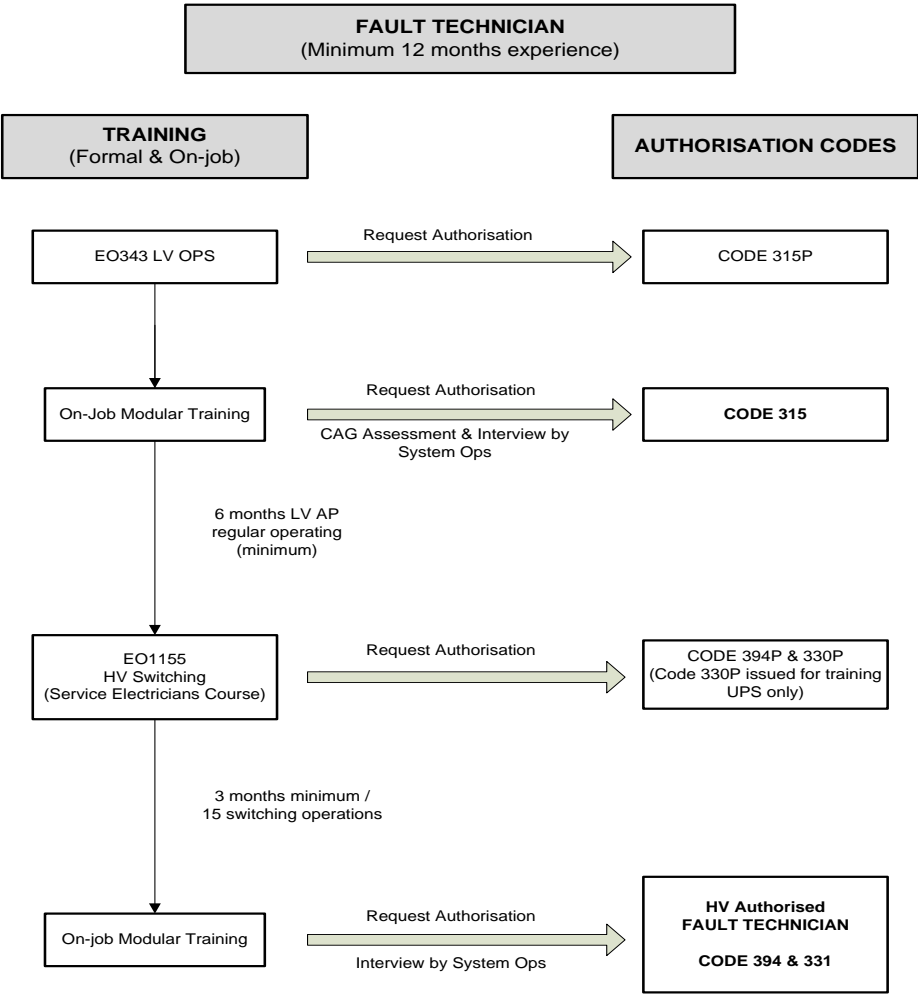 FAULT TECHNICIAN
(Minimum 12 months experience)
TRAINING
(Formal & On-job)
AUTHORISATION CODES
EO343 LV OPS
Request Authorisation
CODE 315P
On-Job Modular Training
Request Authorisation
CAG Assessment & Interview by
System Ops
CODE 315
6 months LV AP
regular operating
(minimum)
EO1155
HV Switching
(Service Electricians Course)
Request Authorisation
CODE 394P & 330P
(Code 330P issued for training
UPS only)
3 months minimum /
15 switching operations
On-job Modular Training
Request Authorisation
Interview by System Ops
HV Authorised
FAULT TECHNICIAN
CODE 394 & 331